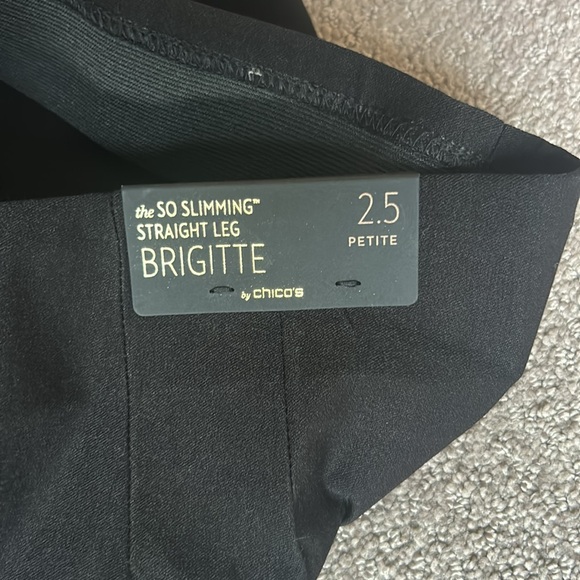 the SO SLIMMING™ 2.5
STRAIGHT LEG PETITE
BRIGITTE
by chico's